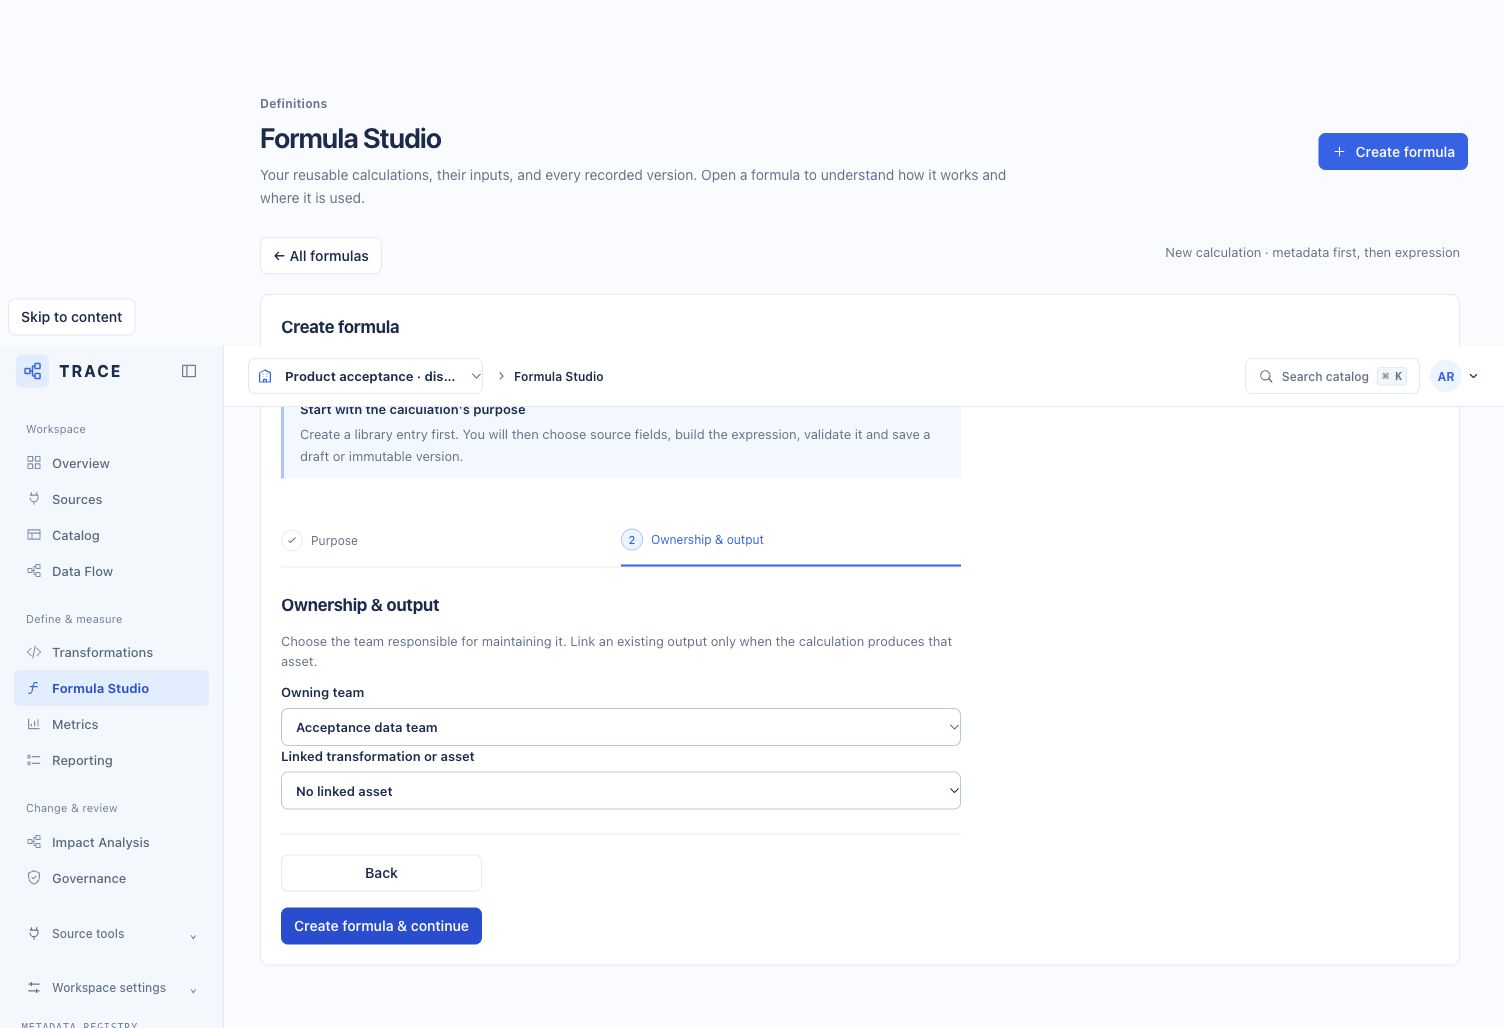 Definitions
Formula Studio
Your reusable calculations, their inputs, and every recorded version. Open a formula to understand how it works and
where it is used.
+ Create formula
← All formulas
New calculation · metadata first, then expression
Skip to content
Create formula
TRACE
Product acceptance · dis...
Formula Studio
Search catalog
⌘ K
AR
Start with the calculation's purpose
Create a library entry first. You will then choose source fields, build the expression, validate it and save a
draft or immutable version.
Workspace
Overview
Sources
Catalog
Data Flow
Define & measure
Transformations
Formula Studio
Metrics
Reporting
Change & review
Impact Analysis
Governance
Source tools
Workspace settings
METADATA REGISTRY
Purpose
2 Ownership & output
Ownership & output
Choose the team responsible for maintaining it. Link an existing output only when the calculation produces that
asset.
Owning team
Acceptance data team
Linked transformation or asset
No linked asset
Back
Create formula & continue